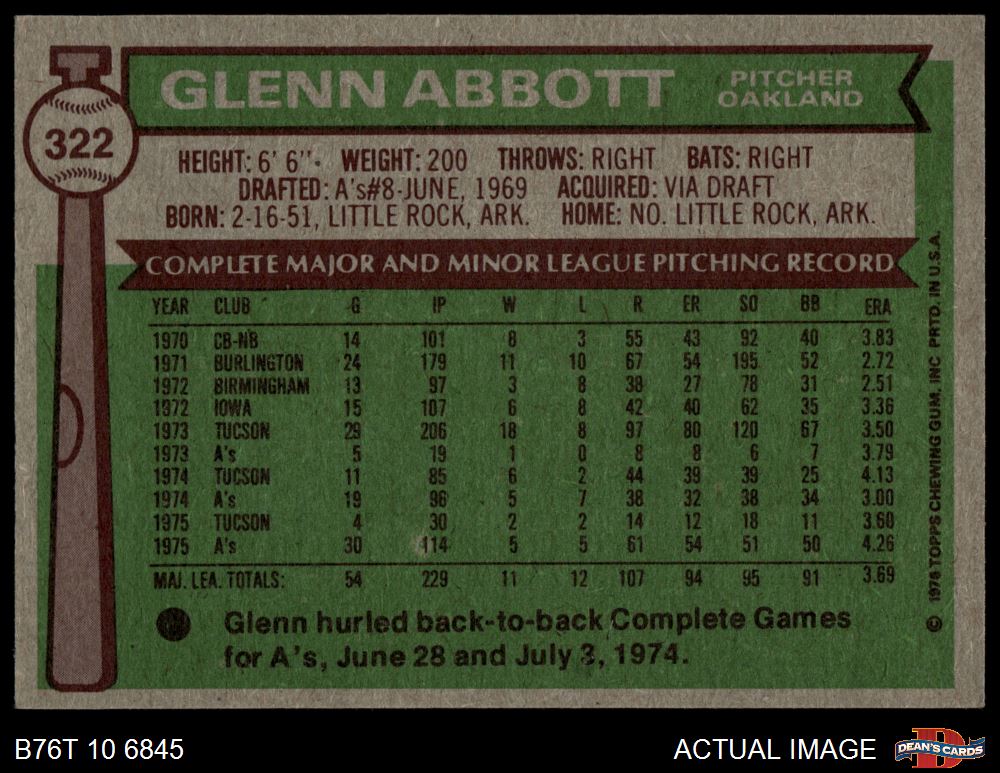 GLENN ABBOTT
PITCHER
OAKLAND
322
HEIGHT: 6' 6". WEIGHT: 200 THROWS: RIGHT BATS: RIGHT
DRAFTED: A's#8-JUNE, 1969 ACQUIRED: VIA DRAFT
BORN: 2-16-51, LITTLE ROCK, ARK. HOME: NO. LITTLE ROCK, ARK.
COMPLETE MAJOR AND MINOR LEAGUE PITCHING RECORD
YEAR CLUB G IP W L R ER SO BB ERA
1970 CB-NB 14 101 8 3 55 43 92 40 3.83
1971 BURLINGTON 24 179 11 10 67 54 195 52 2.72
1972 BIRMINGHAM 13 97 3 8 38 27 78 31 2.51
1972 IOWA 15 107 6 8 42 40 62 35 3.36
1973 TUCSON 29 206 18 8 97 80 120 67 3.50
1973 A's 5 19 1 0 8 8 6 7 3.79
1974 TUCSON 11 85 6 2 44 39 39 25 4.13
1974 A's 19 96 5 7 38 32 38 34 3.00
1975 TUCSON 4 30 2 2 14 12 18 11 3.60
1975 A's 30 114 5 5 61 54 51 50 4.26
MAJ. LEA. TOTALS: 54 229 11 12 107 94 95 91 3.69
Glenn hurled back-to-back Complete Games
for A's, June 28 and July 3, 1974.
© 1976 TOPPS CHEWING GUM. INC PRTD. IN U.S.A.
B76T 10 6845
ACTUAL IMAGE
DEAN'S CARDS